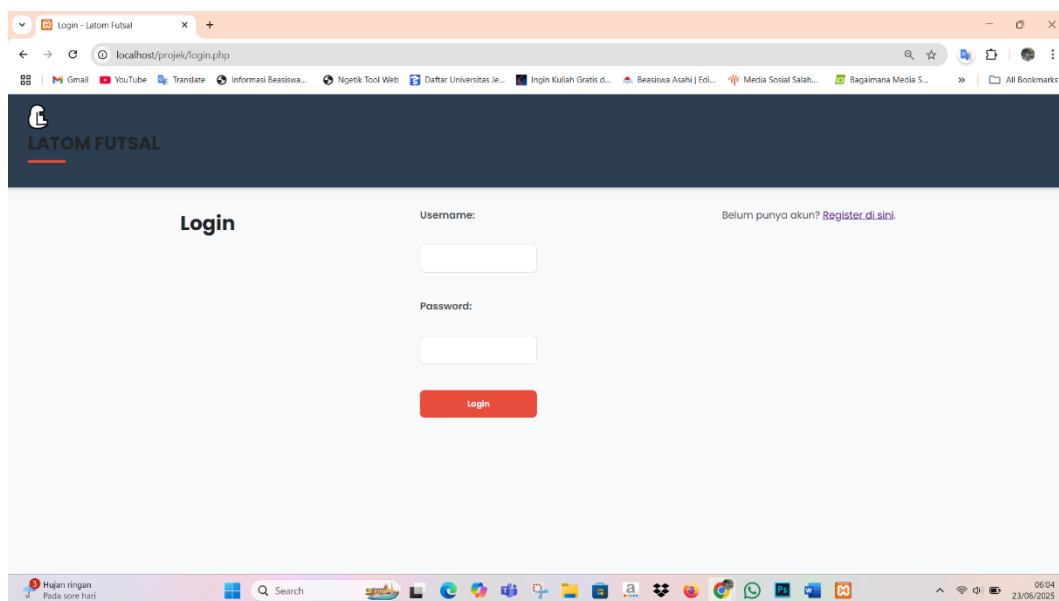 Login - Latom Futsal
localhost/projek/login.php
Gmail YouTube Translate Informasi Beasiswa... Ngetik Tool Web Daftar Universitas Je... Ingin Kuliah Gratis d... Beasiswa Asahi | Edi... Media Sosial Salah... Bagaimana Media S... » All Bookmarks
LATOM FUTSAL
Login
Username:
Belum punya akun? Register di sini.
Password:
Login
3
Hujan ringan
Pada sore hari
Search
06:04
23/06/2025